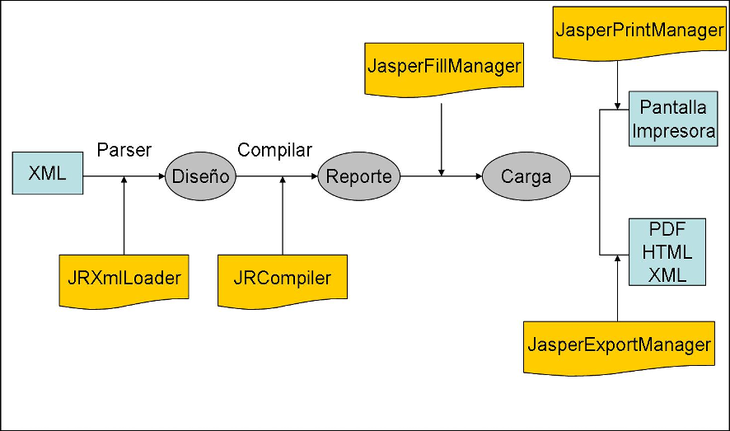 JasperPrintManager
JasperFillManager
Pantalla
Impresora
Parser
Compilar
XML
Diseño
Reporte
Carga
PDF
HTML
XML
JRXmlLoader
JRCompiler
JasperExportManager